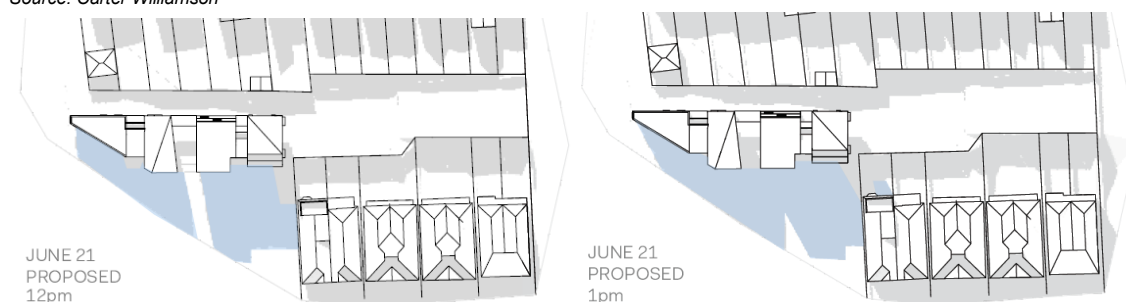 Source: Carter Williamson
JUNE 21
PROPOSED
12pm
JUNE 21
PROPOSED
1pm